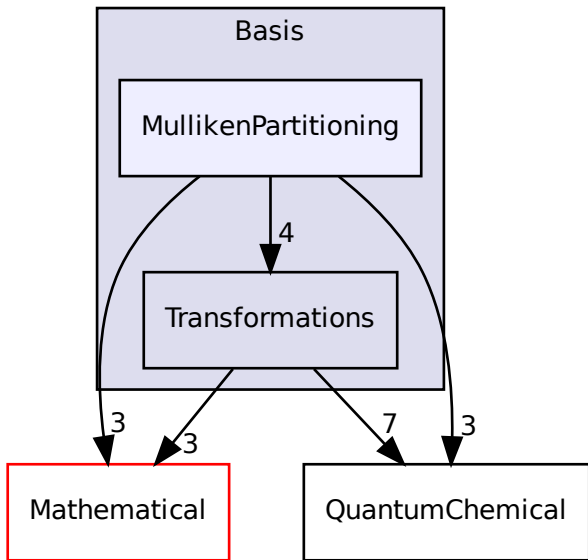 Basis
MullikenPartitioning
4
Transformations
3
3
7
3
Mathematical
QuantumChemical